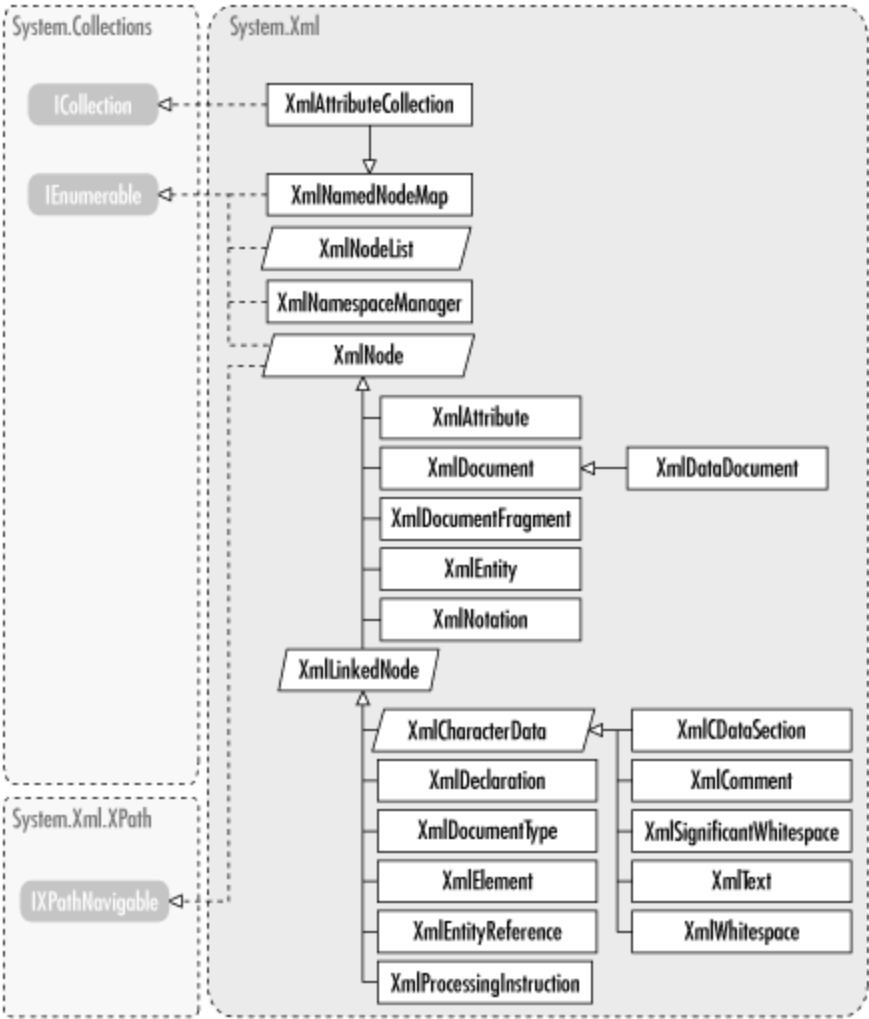 System.Collections
System.Xml
ICollection
XmlAttributeCollection
IEnumerable
XmlNamedNodeMap
XmlNodeList
XmlNamespaceManager
XmlNode
XmlAttribute
XmlDocument
XmlDataDocument
XmlDocumentFragment
XmlEntity
XmlNotation
XmlLinkedNode
XmlCharacterData
XmlCDataSection
XmlDeclaration
XmlComment
System.Xml.XPath
XmlDocumentType
XmlSignificantWhitespace
XmlElement
XmlText
IXPathNavigable
XmlEntityReference
XmlWhitespace
XmlProcessingInstruction